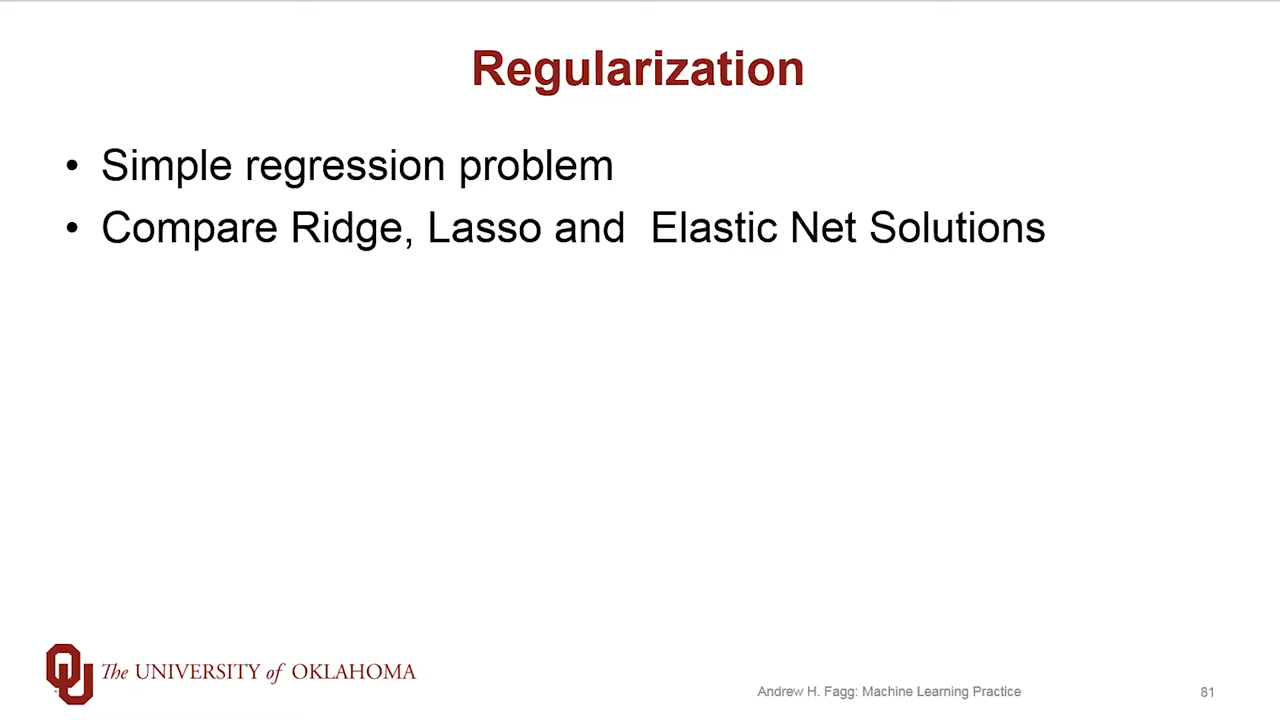 Regularization
• Simple regression problem
• Compare Ridge, Lasso and  Elastic Net Solutions
The UNIVERSITY of OKLAHOMA
Andrew H. Fagg: Machine Learning Practice
81